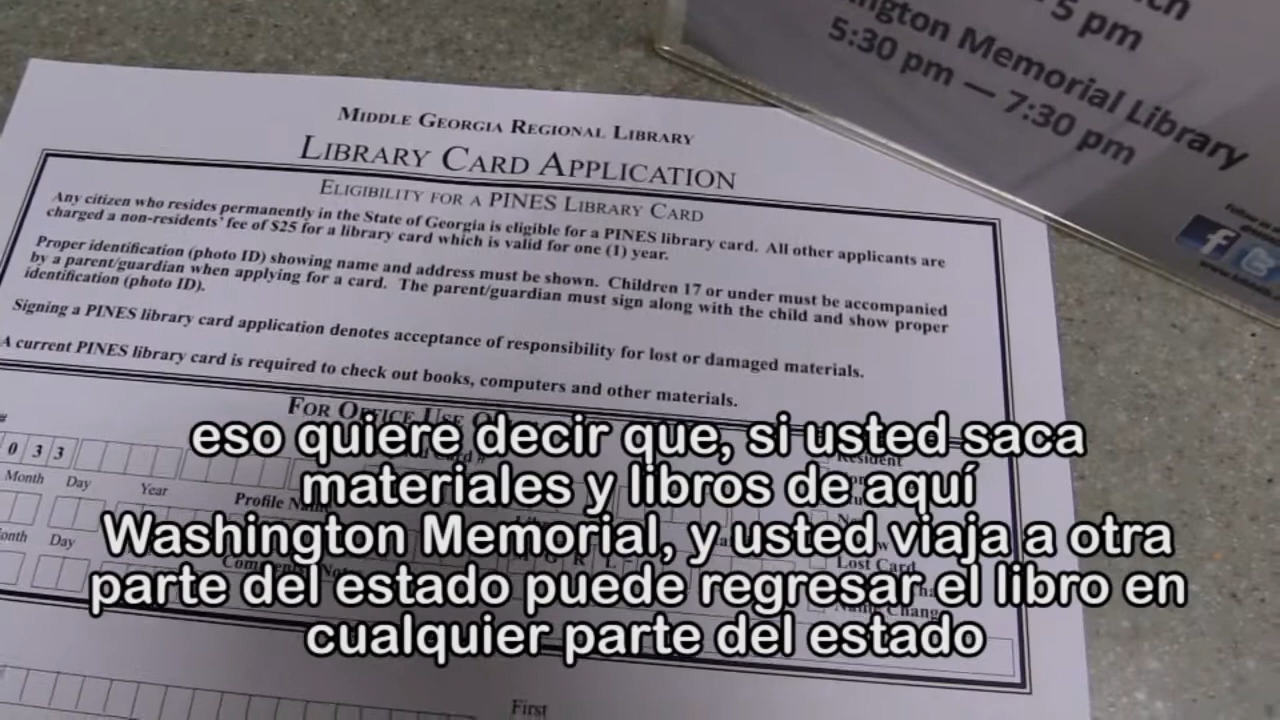 5 pm
ington Memorial Library
5:30 pm — 7:30 pm
MIDDLE GEORGIA REGIONAL LIBRARY
LIBRARY CARD APPLICATION
ELIGIBILITY FOR A PINES LIBRARY CARD
Any citizen who resides permanently in the State of Georgia is eligible for a PINES library card. All other applicants are
charged a non-residents' fee of $25 for a library card which is valid for one (1) year.
Proper identification (photo ID) showing name and address must be shown. Children 17 or under must be accompanied
by a parent/guardian when applying for a card. The parent/guardian must sign along with the child and show proper
identification (photo ID).
Signing a PINES library card application denotes acceptance of responsibility for lost or damaged materials.
A current PINES library card is required to check out books, computers and other materials.
FOR OFFICE USE
eso quiere decir que, si usted saca
materiales y libros de aquí
Washington Memorial, y usted viaja a otra
parte del estado puede regresar el libro en
cualquier parte del estado
#
0 3 3
Resident
Month Day Year
Profile
Day
Lost Card
Name Change
First